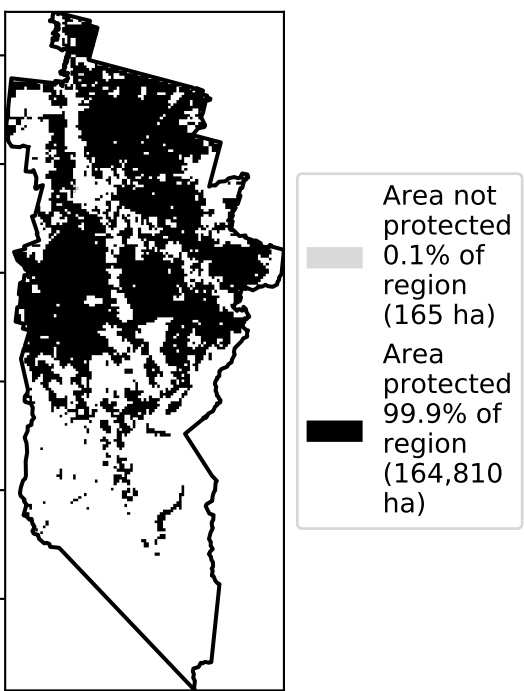 Area not
protected
0.1% of
region
(165 ha)
Area
protected
99.9% of
region
(164,810
ha)